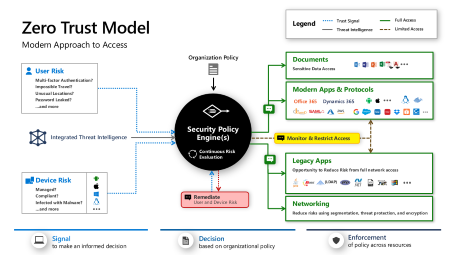 Zero Trust Model
Modern Approach to Access
Legend
Trust Signal
Threat Intelligence
Full Access
Limited Access
Organization Policy
User Risk
Multi-Factor Authentication?
Impossible Travel?
Unusual Locations?
Password Leaked?
...and more
Integrated Threat Intelligence
Device Risk
Managed?
Compliant?
Infected with Malware?
...and more
Security Policy
Engine(s)
Continuous Risk
Evaluation
Remediate
User and Device Risk
Documents
Sensitive Data Access
Modern Apps & Protocols
Office 365
Dynamics 365
Monitor & Restrict Access
Legacy Apps
Opportunity to Reduce Risk from full network access
Networking
Reduce risks using segmentation, threat protection, and encryption
Signal
to make an informed decision
Decision
based on organizational policy
Enforcement
of policy across resources